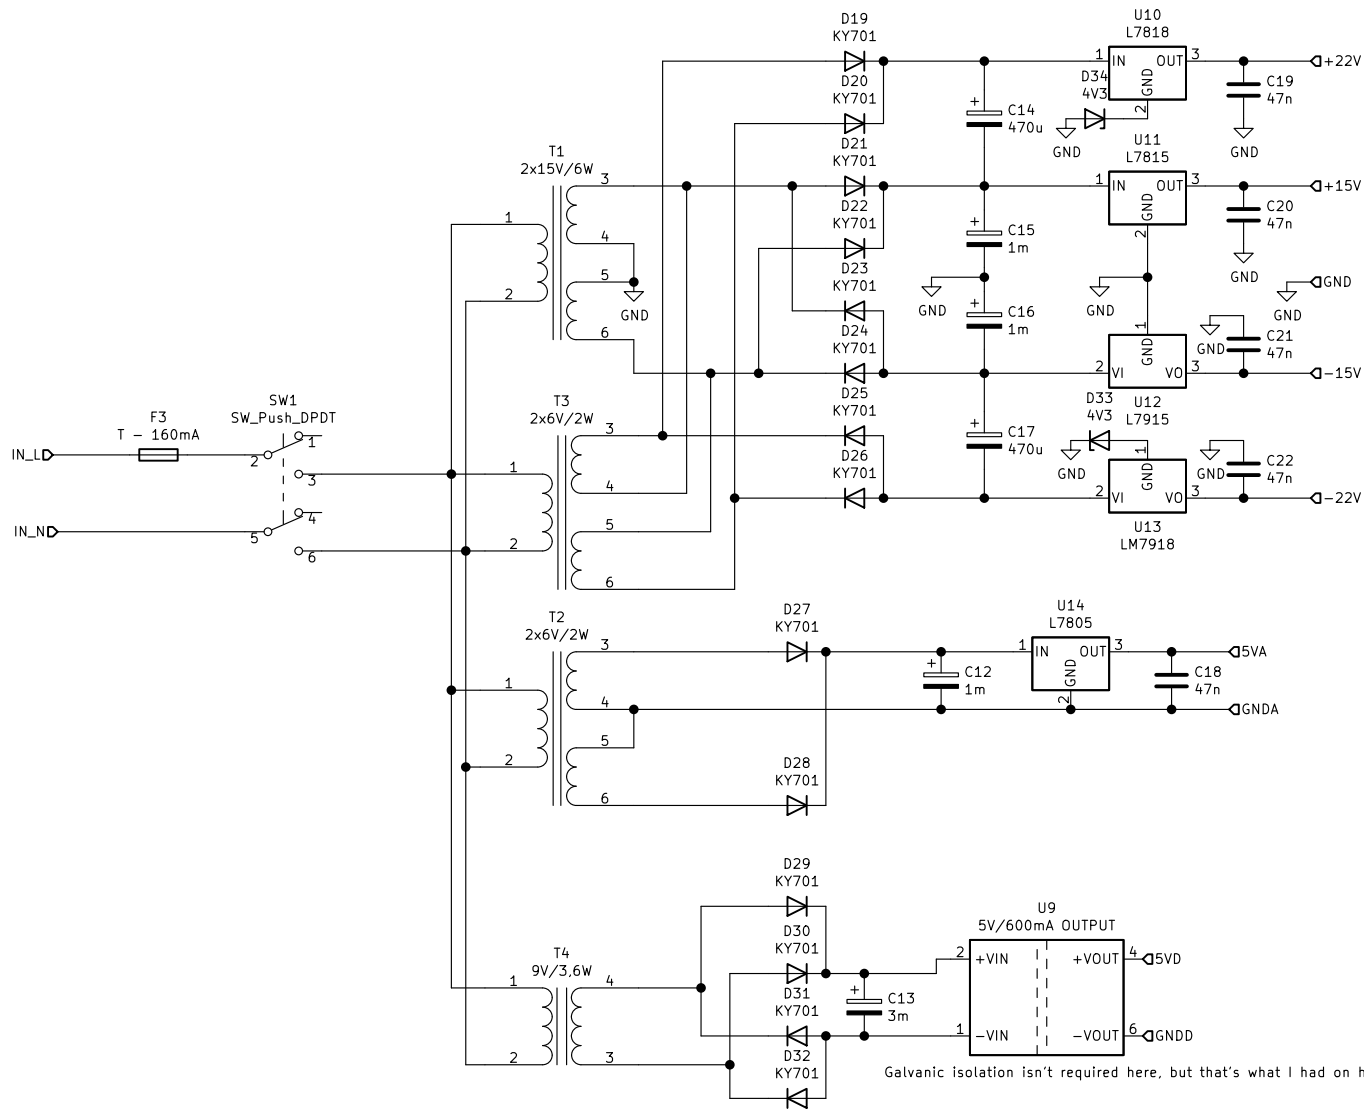 D19
KY701
D20
KY701
D21
KY701
D22
KY701
D23
KY701
D24
KY701
D25
KY701
D26
KY701
U10
L7818
1 IN OUT 3
GND
2
D34
4V3
GND
+22V
C19
47n
GND
C14
470u
U11
L7815
1 IN OUT 3
GND
2
+15V
C20
47n
GND
C15
1m
GND
GND
GND
GND
C16
1m
C21
47n
GND
1
GND
2 VI VO 3
-15V
U12
L7915
D33
4V3
GND
C17
470u
1
GND
2 VI VO 3
C22
47n
GND
-22V
U13
LM7918
T1
2x15V/6W
1
2
3
4
5
6
GND
T3
2x6V/2W
1
2
3
4
5
6
F3
T - 160mA
SW1
SW_Push_DPDT
IN_L
2
1
3
IN_N
5
4
6
T2
2x6V/2W
1
2
3
4
5
6
D27
KY701
D28
KY701
C12
1m
U14
L7805
1 IN OUT 3
GND
2
C18
47n
5VA
GNDA
D29
KY701
D30
KY701
D31
KY701
D32
KY701
T4
9V/3,6W
1
2
4
3
C13
3m
U9
5V/600mA OUTPUT
2 +VIN +VOUT 4
5VD
1 -VIN -VOUT 6
GNDD
Galvanic isolation isn't required here, but that's what I had on